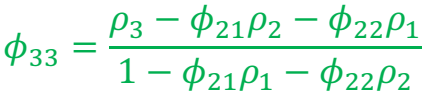 ϕ₃₃ = (ρ₃ − ϕ₂₁ρ₂ − ϕ₂₂ρ₁) / (1 − ϕ₂₁ρ₁ − ϕ₂₂ρ₂)